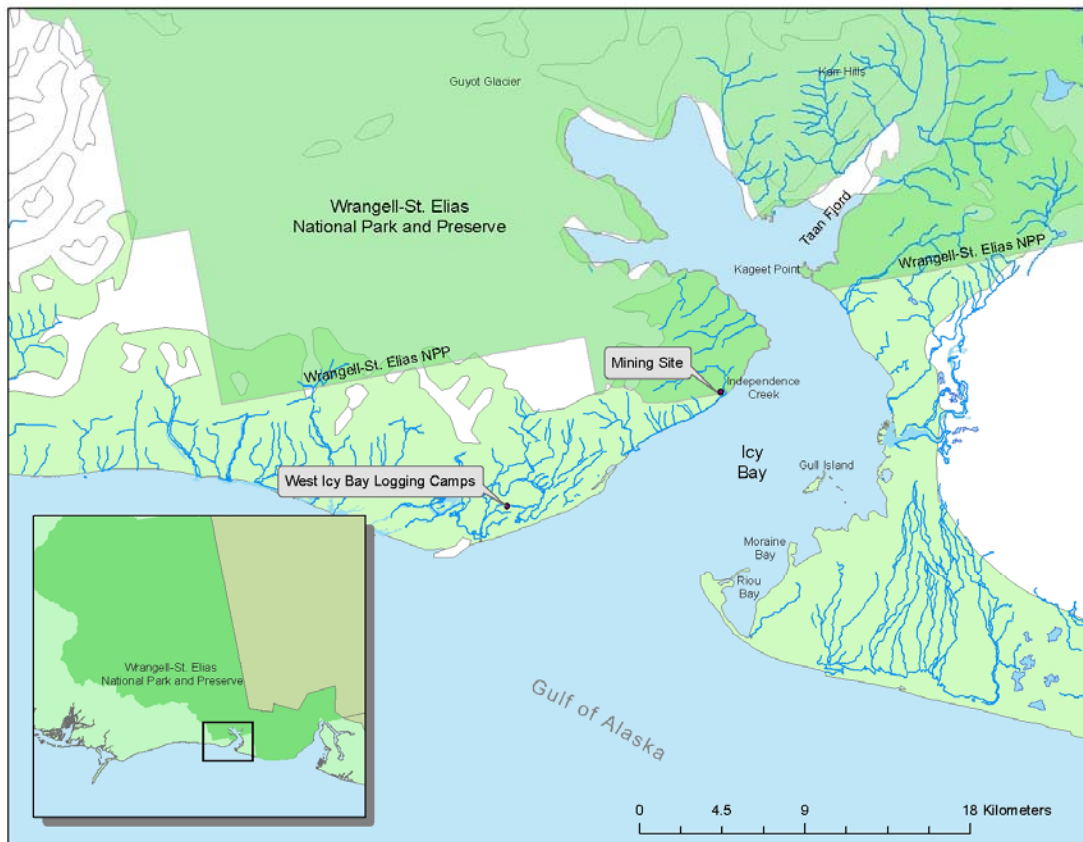 Guyot Glacier
Karr Hills
Wrangell-St. Elias
National Park and Preserve
Taan Fjord
Kageet Point
Wrangell-St. Elias NPP
Wrangell-St. Elias NPP
Mining Site
Independence
Creek
Icy
Bay
Gull Island
West Icy Bay Logging Camps
Moraine
Bay
Riou
Bay
Gulf of Alaska
Wrangell-St. Elias
National Park and Preserve
0 4.5 9 18 Kilometers